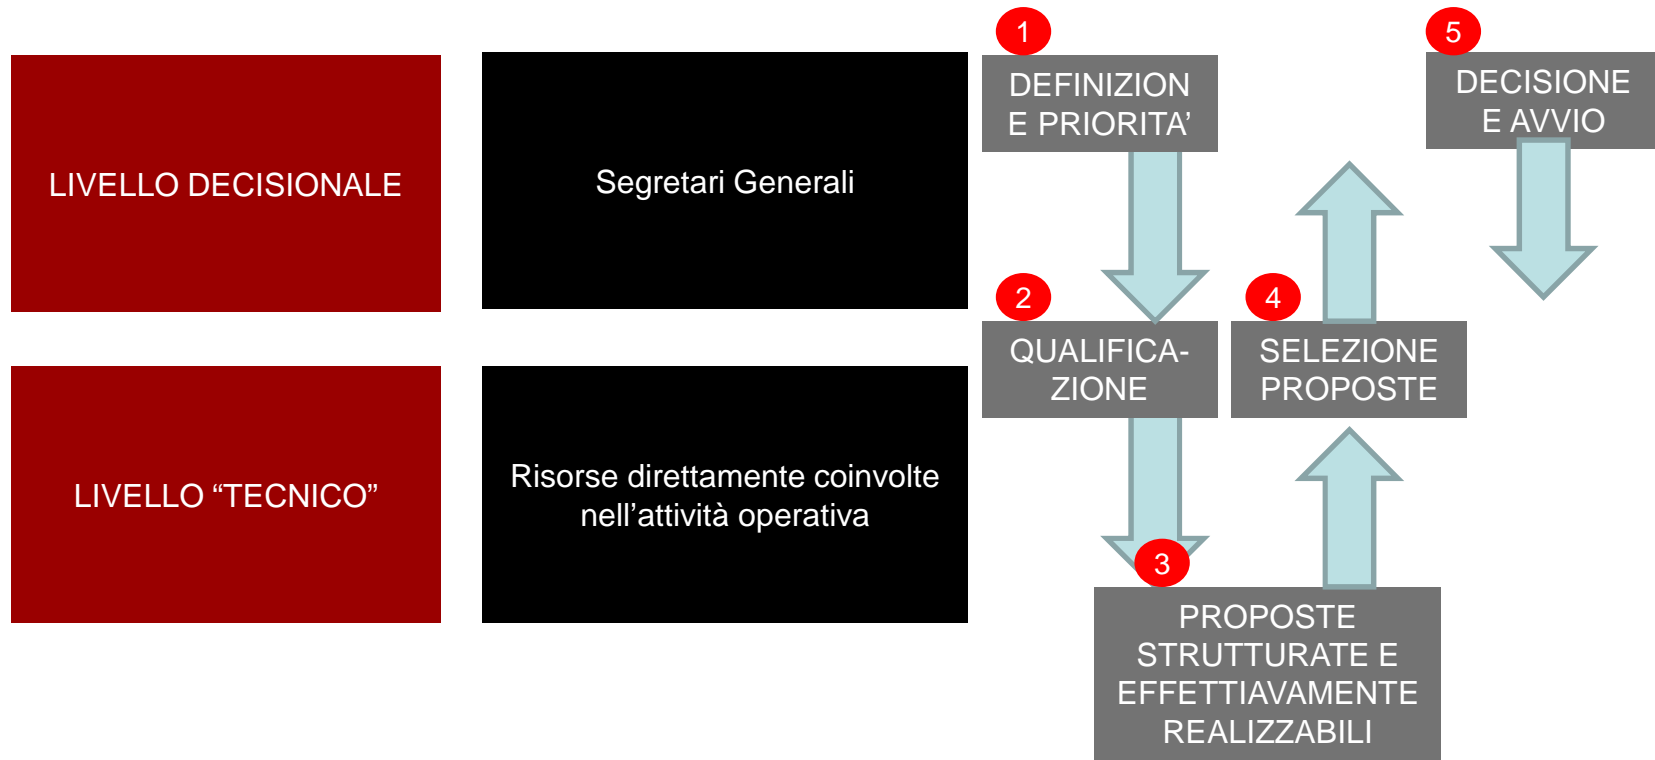 LIVELLO DECISIONALE
Segretari Generali
1
DEFINIZION
E PRIORITA’
5
DECISIONE
E AVVIO
2
QUALIFICA-
ZIONE
4
SELEZIONE
PROPOSTE
LIVELLO “TECNICO”
Risorse direttamente coinvolte
nell’attività operativa
3
PROPOSTE
STRUTTURATE E
EFFETTIAVAMENTE
REALIZZABILI